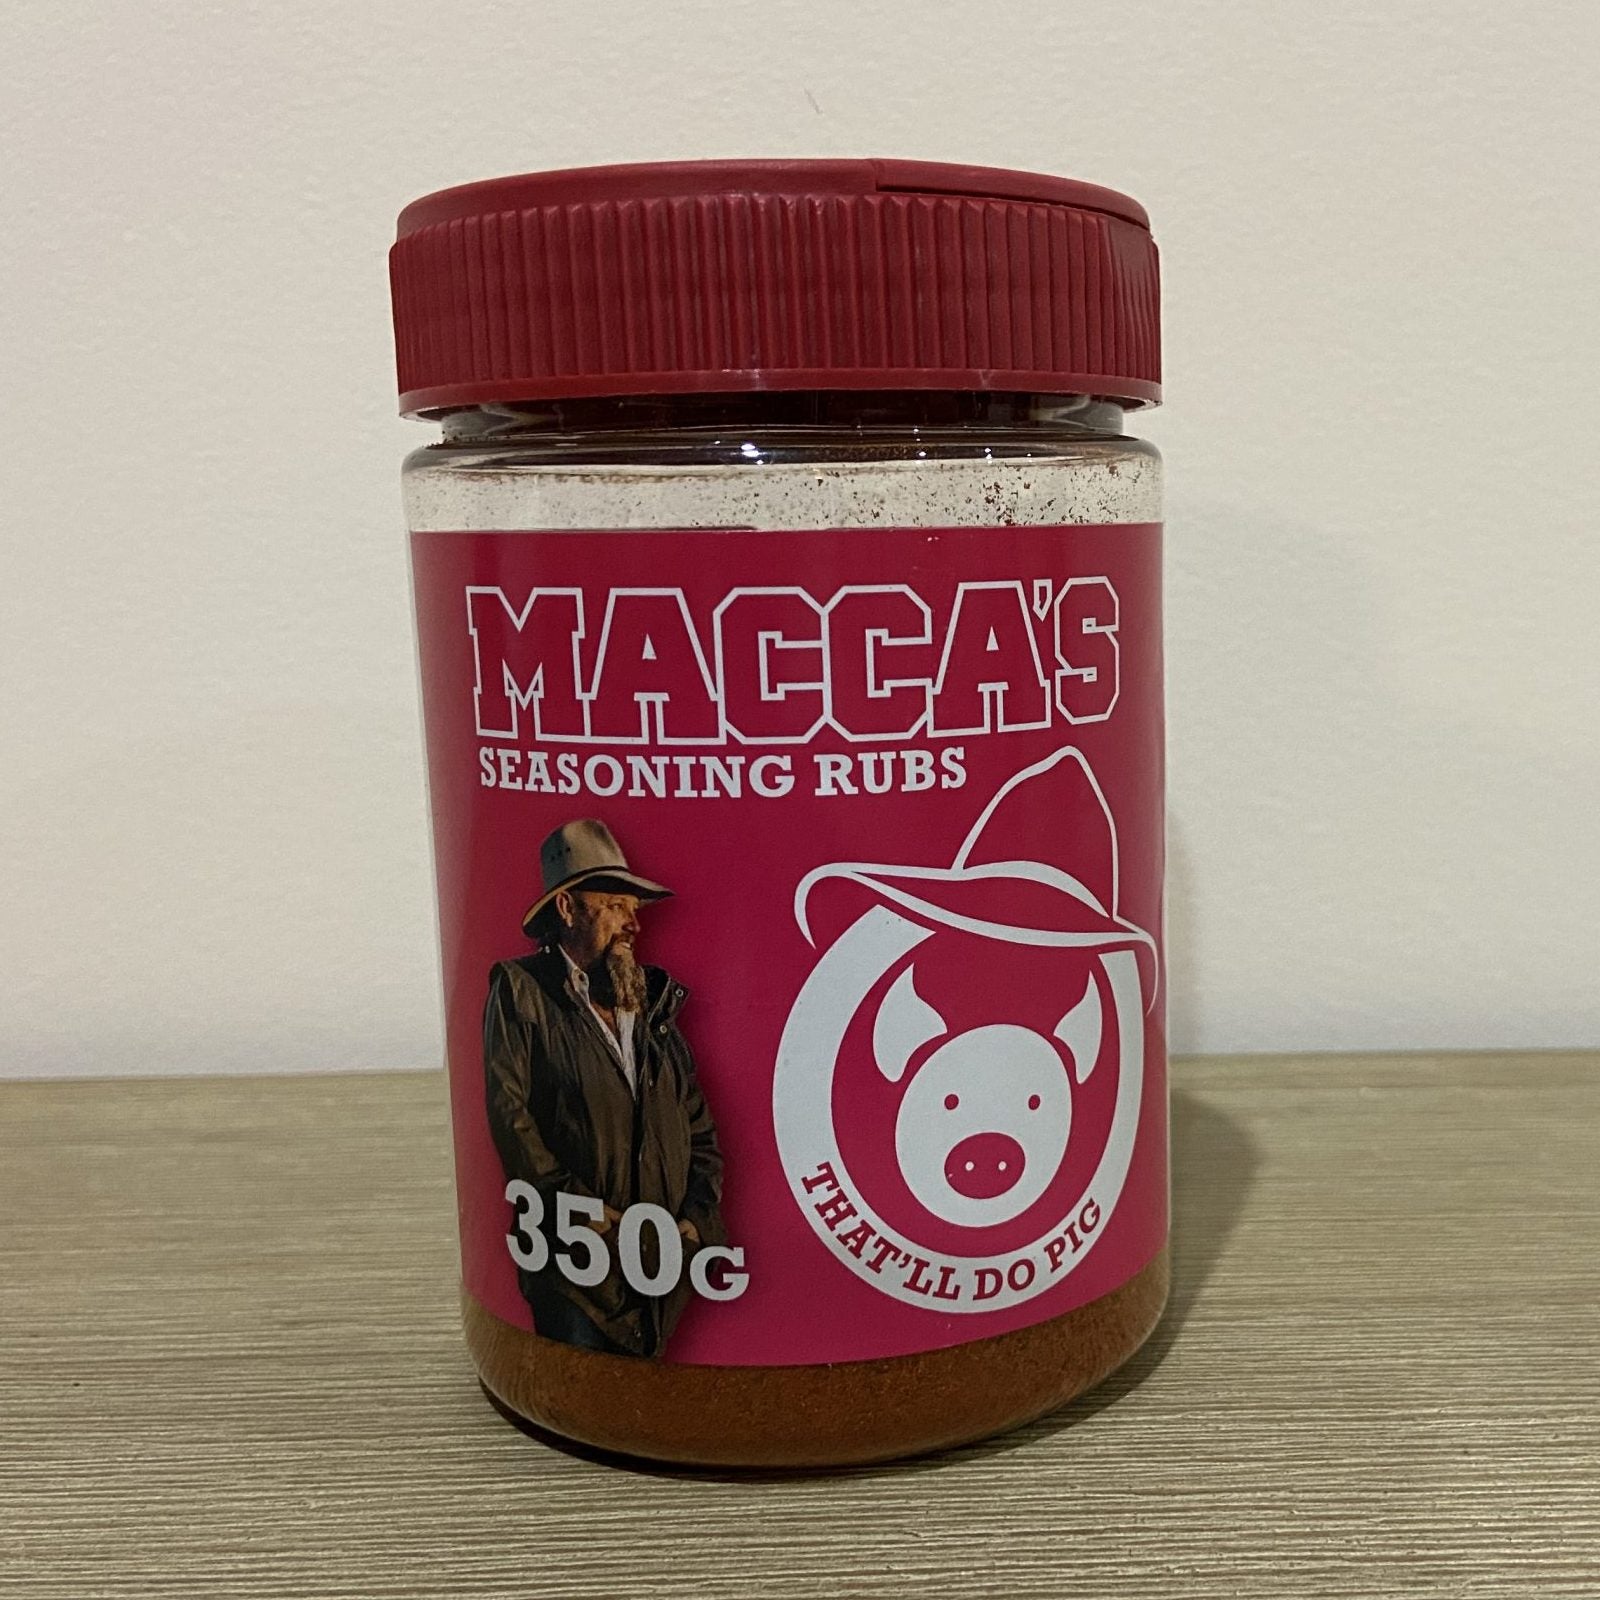 MACCA'S
SEASONING RUBS
350G
THAT'LL DO PIG